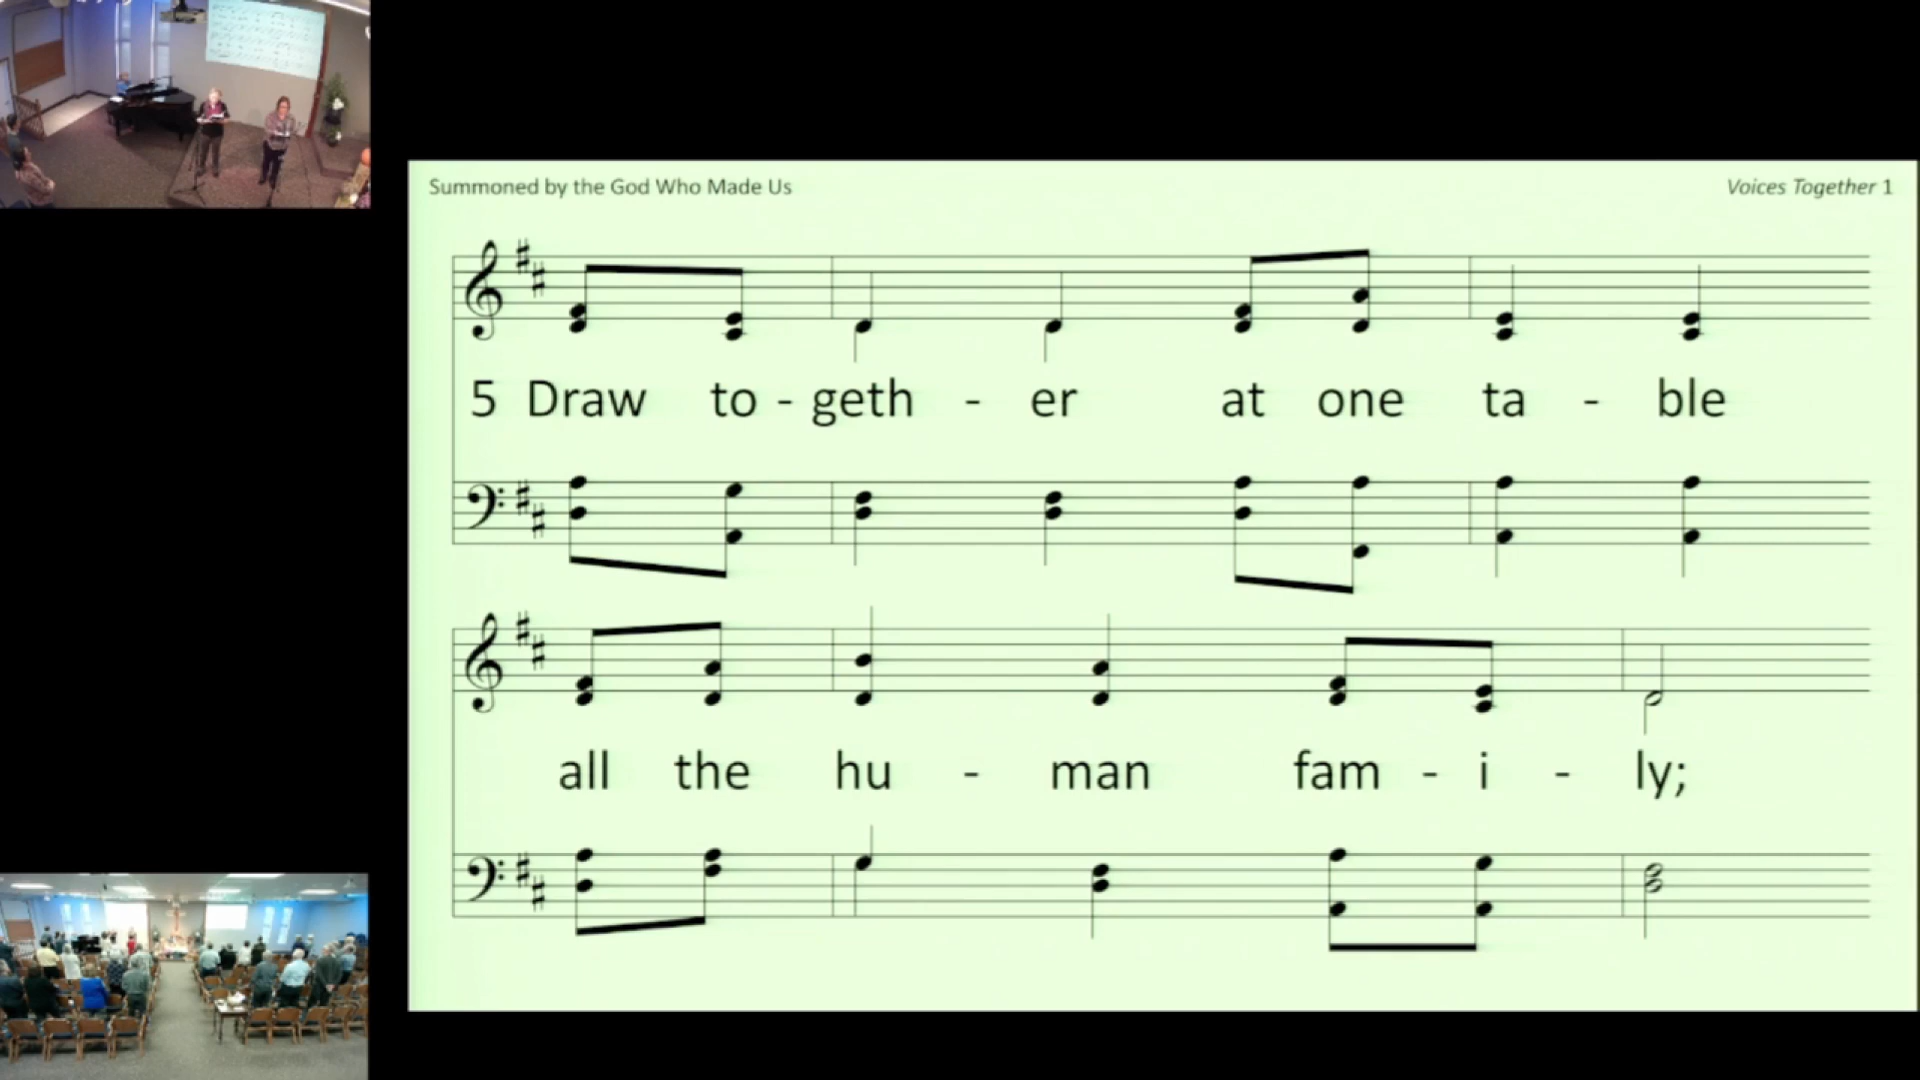 Summoned by the God Who Made Us
Voices Together 1
5 Draw to - geth - er at one ta - ble
all the hu - man fam - i - ly;